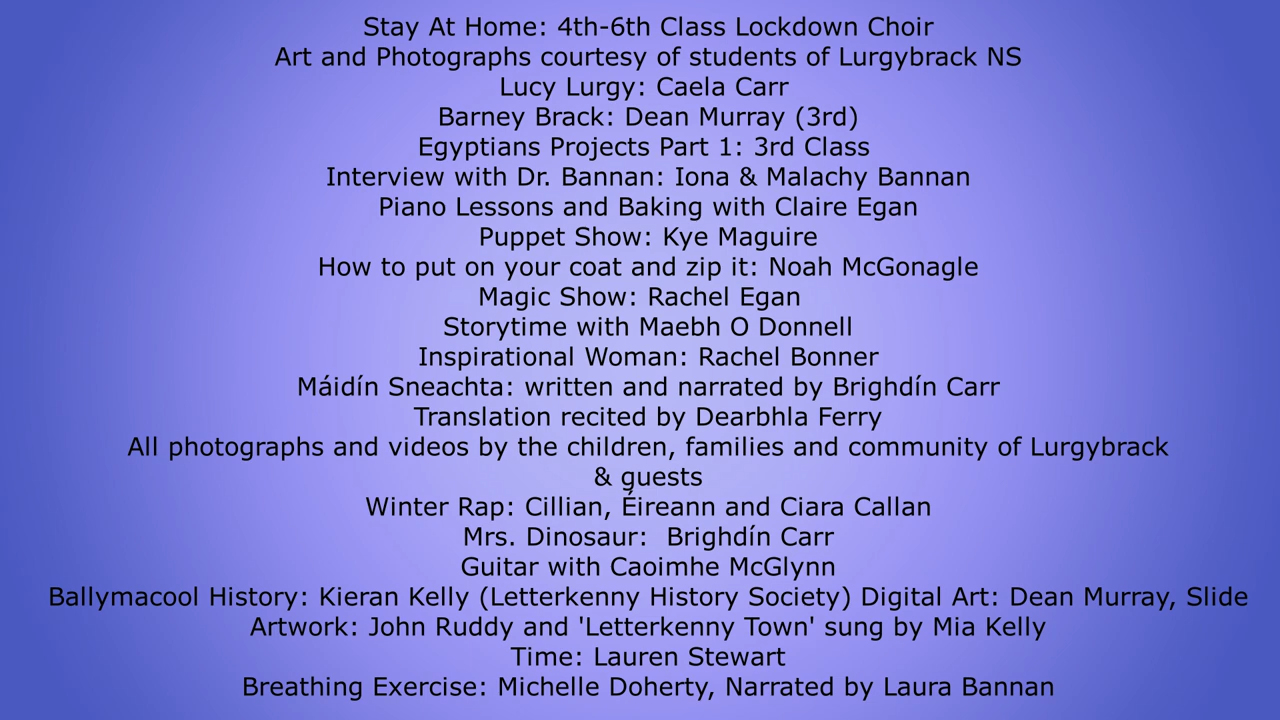 Stay At Home: 4th-6th Class Lockdown Choir
Art and Photographs courtesy of students of Lurgybrack NS
Lucy Lurgy: Caela Carr
Barney Brack: Dean Murray (3rd)
Egyptians Projects Part 1: 3rd Class
Interview with Dr. Bannan: Iona & Malachy Bannan
Piano Lessons and Baking with Claire Egan
Puppet Show: Kye Maguire
How to put on your coat and zip it: Noah McGonagle
Magic Show: Rachel Egan
Storytime with Maebh O Donnell
Inspirational Woman: Rachel Bonner
Máidín Sneachta: written and narrated by Brighdín Carr
Translation recited by Dearbhla Ferry
All photographs and videos by the children, families and community of Lurgybrack
& guests
Winter Rap: Cillian, Éireann and Ciara Callan
Mrs. Dinosaur:  Brighdín Carr
Guitar with Caoimhe McGlynn
Ballymacool History: Kieran Kelly (Letterkenny History Society) Digital Art: Dean Murray, Slide
Artwork: John Ruddy and 'Letterkenny Town' sung by Mia Kelly
Time: Lauren Stewart
Breathing Exercise: Michelle Doherty, Narrated by Laura Bannan